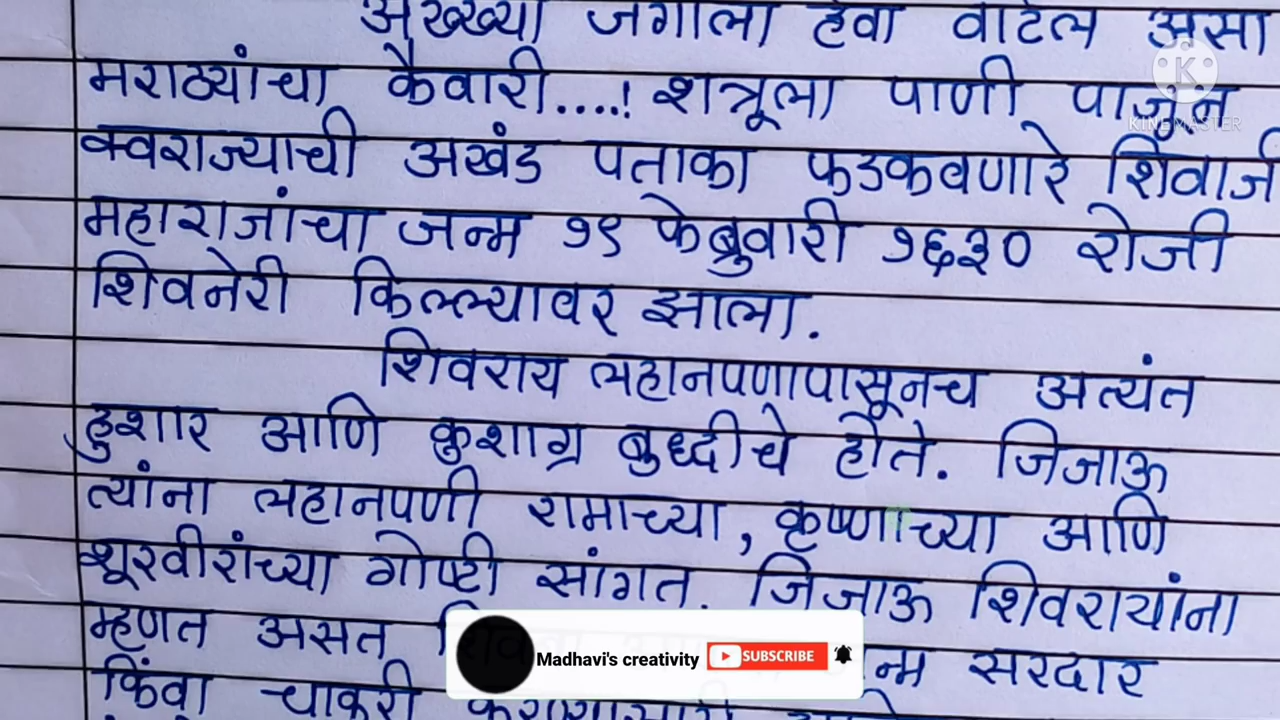 अख्ख्या जगाला हवा वाटेल असा
मराठ्यांचा कैवारी....! शत्रूला पाणी पाजून
स्वराज्याची अखंड पताका फडकवणारे शिवाजी
महाराजांचा जन्म १९ फेब्रुवारी १६३० रोजी
शिवनेरी किल्ल्यावर झाला.
शिवराय लहानपणापासूनच अत्यंत
हुशार आणि कुशाग्र बुध्दीचे होते. जिजाऊ
त्यांना लहानपणी रामाच्या, कृष्णाच्या आणि
शूरवीरांच्या गोष्टी सांगत. जिजाऊ शिवरायांना
म्हणत असत सरदार
किंवा चाकरी
KINEMASTER
Madhavi's creativity SUBSCRIBE